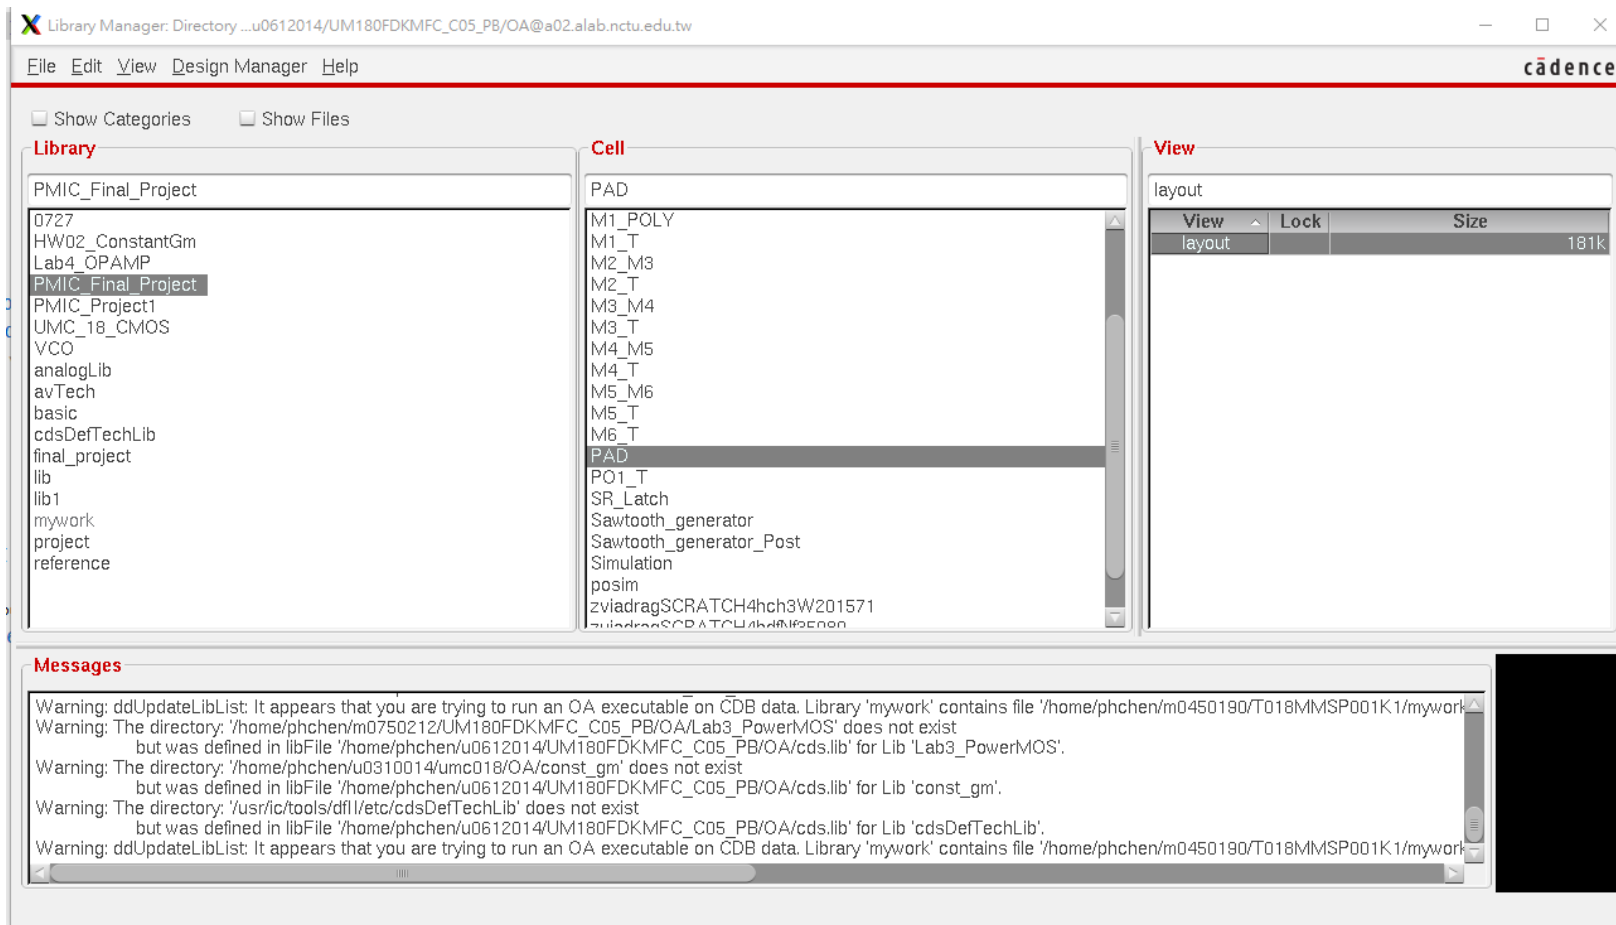 Library Manager: Directory ...u0612014/UM180FDKMFC_C05_PB/OA@a02.alab.nctu.edu.tw
File Edit View Design Manager Help
cādence
Show Categories Show Files
Library
PMIC_Final_Project
0727
HW02_ConstantGm
Lab4_OPAMP
PMIC_Final_Project
PMIC_Project1
UMC_18_CMOS
VCO
analogLib
avTech
basic
cdsDefTechLib
final_project
lib
lib1
mywork
project
reference
Cell
PAD
M1_POLY
M1_T
M2_M3
M2_T
M3_M4
M3_T
M4_M5
M4_T
M5_M6
M5_T
M6_T
PAD
PO1_T
SR_Latch
Sawtooth_generator
Sawtooth_generator_Post
Simulation
posim
zviadragSCRATCH4hch3W201571
View
layout
View Lock Size
layout 181k
Messages
Warning: ddUpdateLibList: It appears that you are trying to run an OA executable on CDB data. Library 'mywork' contains file '/home/phchen/m0450190/T018MMSP001K1/mywork
Warning: The directory: '/home/phchen/m0750212/UM180FDKMFC_C05_PB/OA/Lab3_PowerMOS' does not exist
but was defined in libFile '/home/phchen/u0612014/UM180FDKMFC_C05_PB/OA/cds.lib' for Lib 'Lab3_PowerMOS'.
Warning: The directory: '/home/phchen/u0310014/umc018/OA/const_gm' does not exist
but was defined in libFile '/home/phchen/u0612014/UM180FDKMFC_C05_PB/OA/cds.lib' for Lib 'const_gm'.
Warning: The directory: '/usr/ic/tools/dfII/etc/cdsDefTechLib' does not exist
but was defined in libFile '/home/phchen/u0612014/UM180FDKMFC_C05_PB/OA/cds.lib' for Lib 'cdsDefTechLib'.
Warning: ddUpdateLibList: It appears that you are trying to run an OA executable on CDB data. Library 'mywork' contains file '/home/phchen/m0450190/T018MMSP001K1/mywork